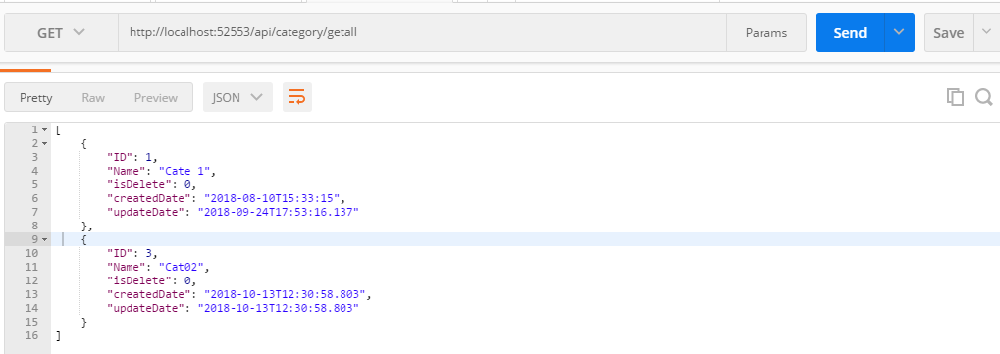 GET http://localhost:52553/api/category/getall Params Send Save
Pretty Raw Preview JSON
1 [
2 {
3 "ID": 1,
4 "Name": "Cate 1",
5 "isDelete": 0,
6 "createdDate": "2018-08-10T15:33:15",
7 "updateDate": "2018-09-24T17:53:16.137"
8 },
9 {
10 "ID": 3,
11 "Name": "Cat02",
12 "isDelete": 0,
13 "createdDate": "2018-10-13T12:30:58.803",
14 "updateDate": "2018-10-13T12:30:58.803"
15 }
16 ]